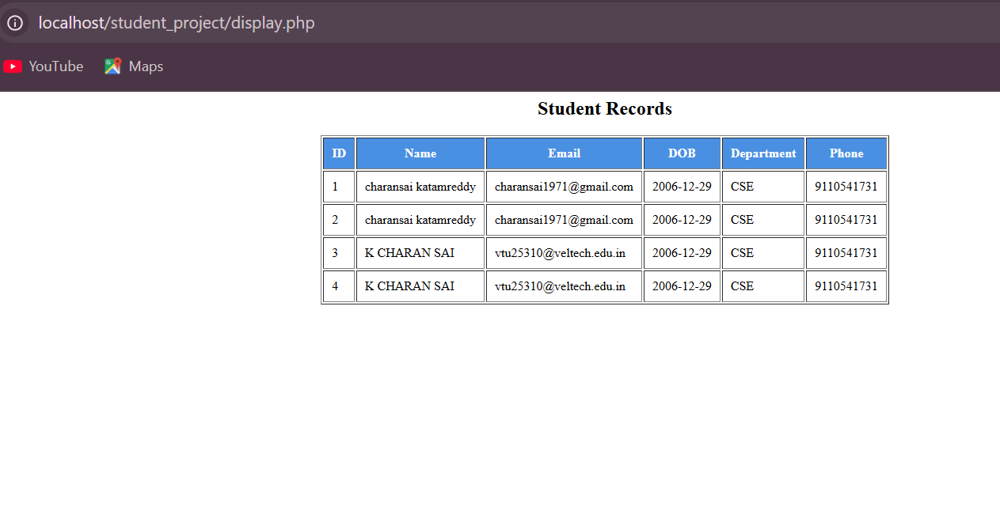 localhost/student_project/display.php
YouTube Maps
Student Records
ID Name Email DOB Department Phone
1 charansai katamreddy charansai1971@gmail.com 2006-12-29 CSE 9110541731
2 charansai katamreddy charansai1971@gmail.com 2006-12-29 CSE 9110541731
3 K CHARAN SAI vtu25310@veltech.edu.in 2006-12-29 CSE 9110541731
4 K CHARAN SAI vtu25310@veltech.edu.in 2006-12-29 CSE 9110541731